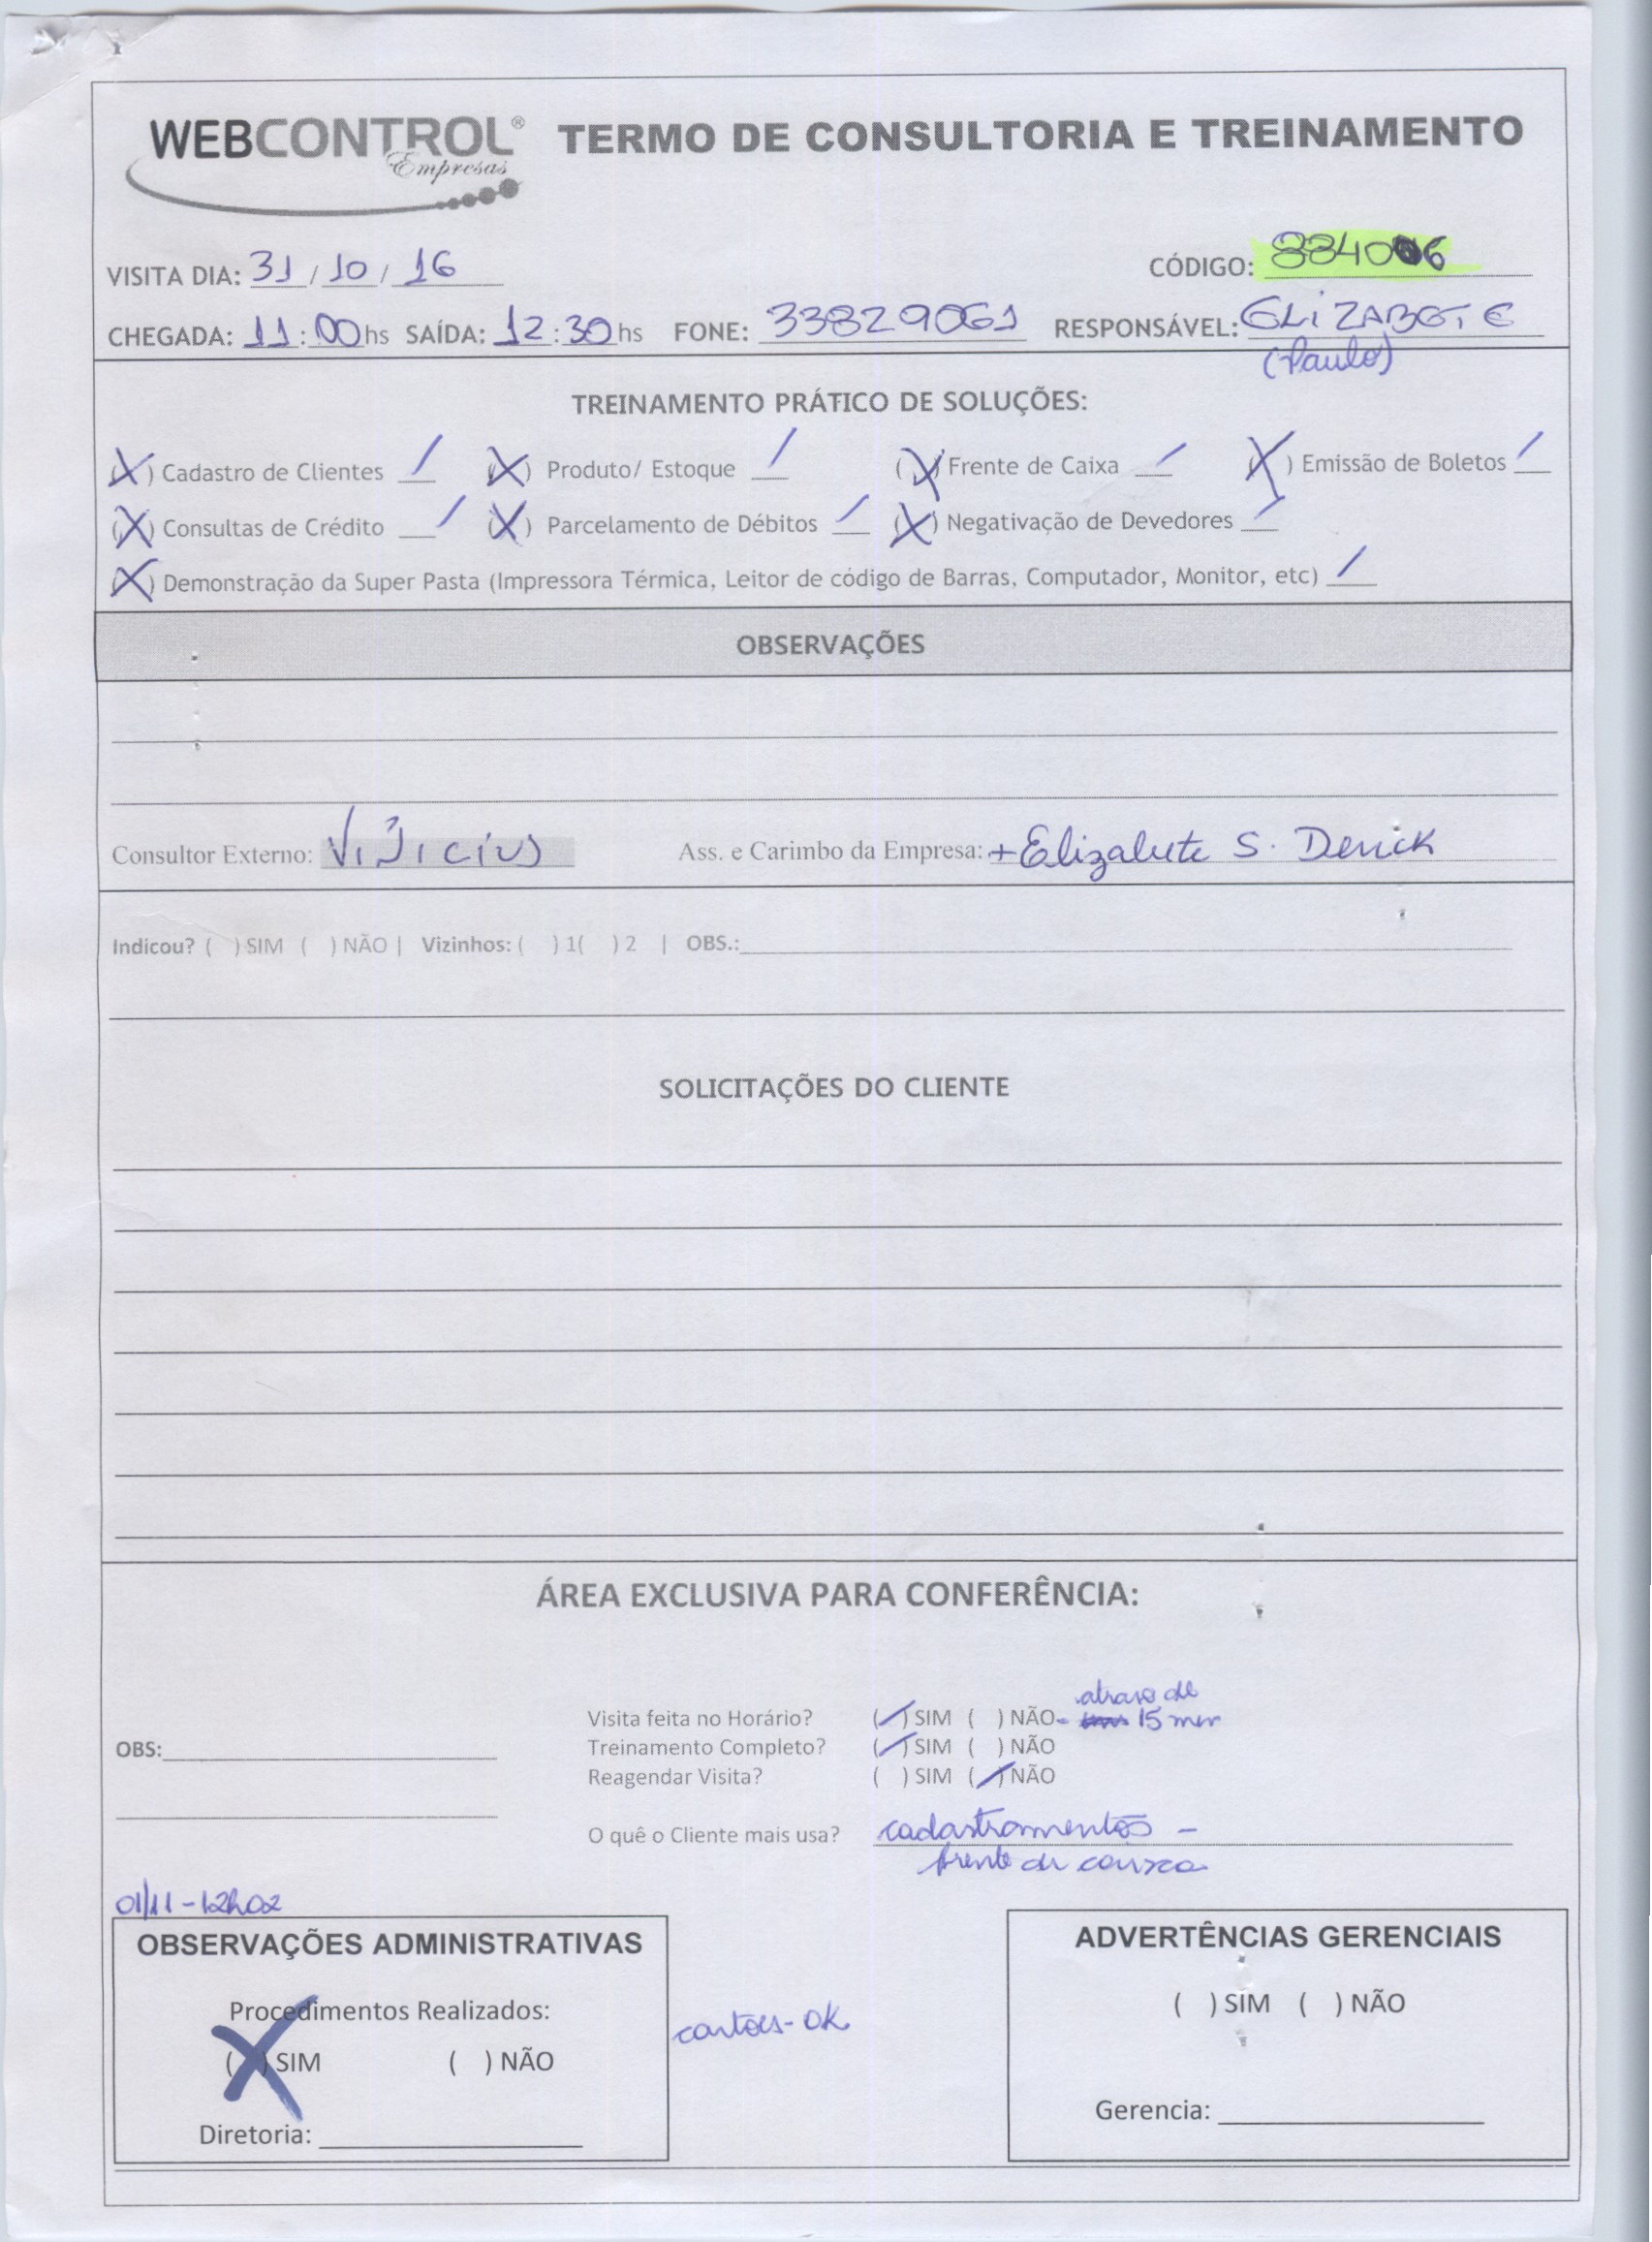 WEBCONTROL® Empresas TERMO DE CONSULTORIA E TREINAMENTO
VISITA DIA: 31 / 10 / 16 CÓDIGO: 884006
CHEGADA: 11:00hs SAÍDA: 12:30hs FONE: 33829061 RESPONSÁVEL: ELIZABETE
(Paulo)
TREINAMENTO PRÁTICO DE SOLUÇÕES:
(X) Cadastro de Clientes / (X) Produto/ Estoque / (X) Frente de Caixa / (X) Emissão de Boletos /
(X) Consultas de Crédito / (X) Parcelamento de Débitos / (X) Negativação de Devedores /
(X) Demonstração da Super Pasta (Impressora Térmica, Leitor de código de Barras, Computador, Monitor, etc) /
OBSERVAÇÕES
Consultor Externo: Vinicius Ass. e Carimbo da Empresa: +Elizabete S. Derick
Indicou? ( ) SIM ( ) NÃO | Vizinhos: ( ) 1( ) 2 | OBS.:
SOLICITAÇÕES DO CLIENTE
ÁREA EXCLUSIVA PARA CONFERÊNCIA:
atraso de
Visita feita no Horário? (/) SIM ( ) NÃO - 15 min
Treinamento Completo? (/) SIM ( ) NÃO
OBS:
Reagendar Visita? ( ) SIM (/) NÃO
O quê o Cliente mais usa? cadastramentos -
frente de caixa
01/11 - 12h02
OBSERVAÇÕES ADMINISTRATIVAS
Procedimentos Realizados:
(X) SIM ( ) NÃO
Diretoria:
cartões - OK
ADVERTÊNCIAS GERENCIAIS
( ) SIM ( ) NÃO
Gerencia: